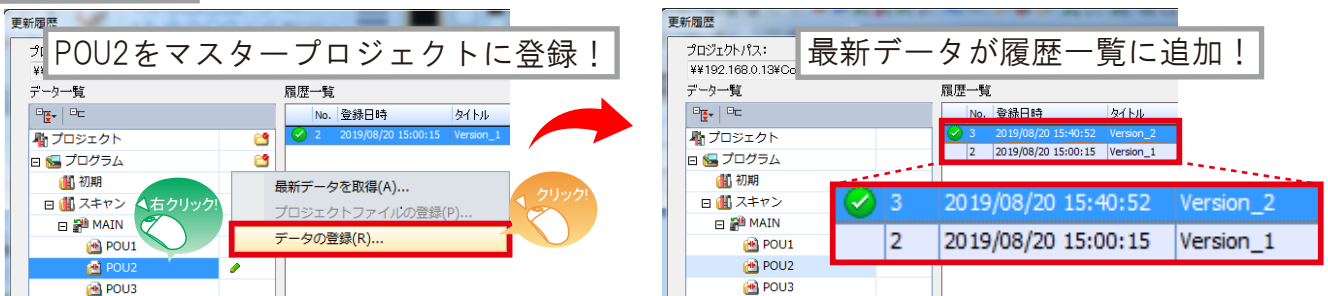 更新履歴
POU2をマスタープロジェクトに登録！
データ一覧
履歴一覧
No. 登録日時 タイトル
2 2019/08/20 15:00:15 Version_1
プロジェクト
プログラム
初期
スキャン
MAIN
POU1
POU2
POU3
右クリック!
最新データを取得(A)...
プロジェクトファイルの登録(P)...
データの登録(R)...
クリック!
更新履歴
プロジェクトパス：
最新データが履歴一覧に追加！
¥¥192.168.0.13¥Co
データ一覧
履歴一覧
No. 登録日時 タイトル
3 2019/08/20 15:40:52 Version_2
2 2019/08/20 15:00:15 Version_1
プロジェクト
プログラム
初期
スキャン
MAIN
POU1
POU2
POU3
3 2019/08/20 15:40:52 Version_2
2 2019/08/20 15:00:15 Version_1